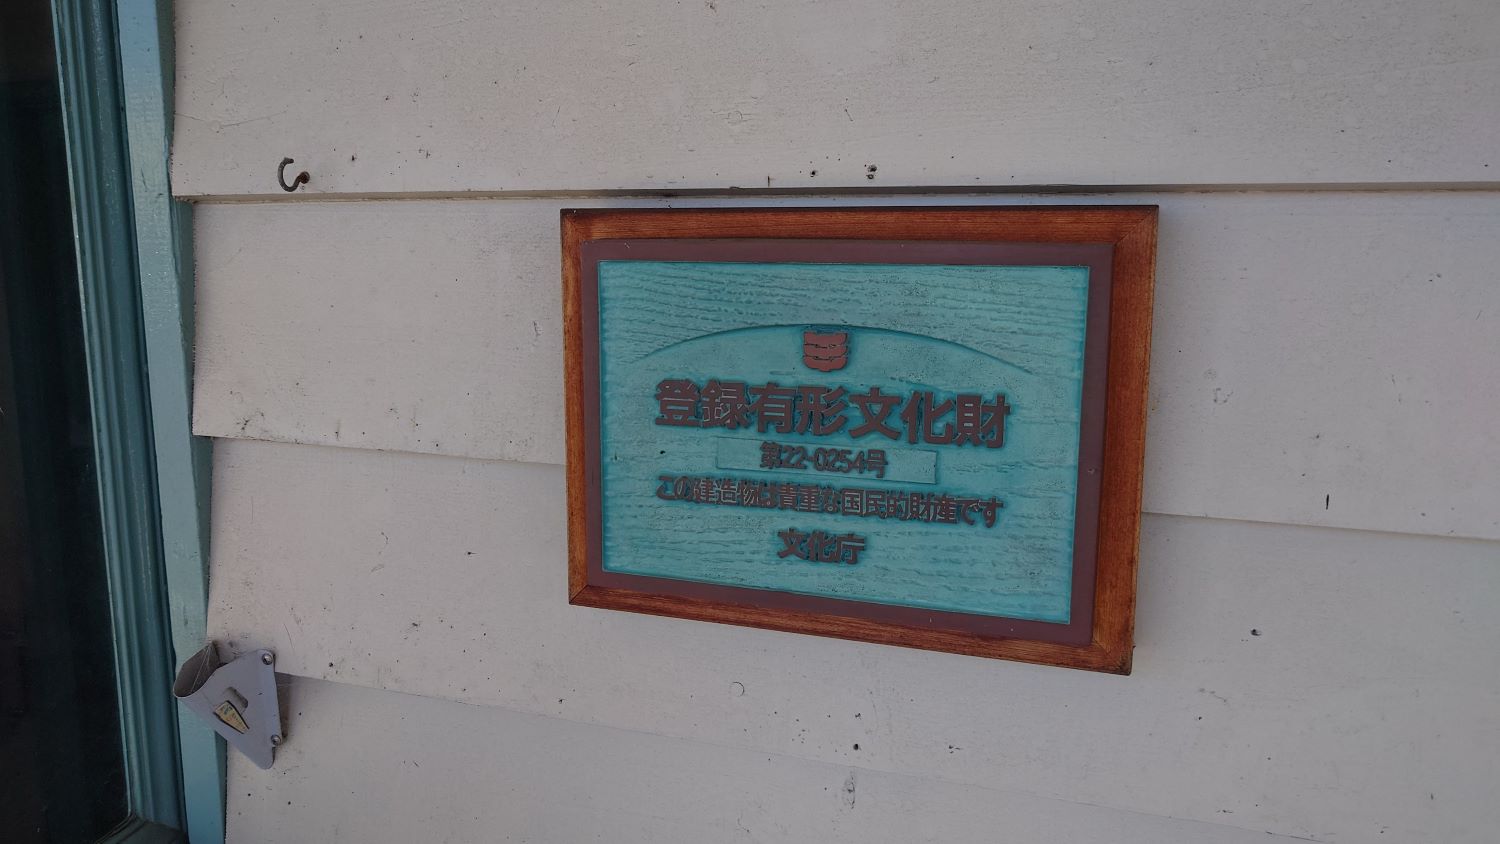 登録有形文化財
第22-0254号
この建造物は貴重な国民的財産です
文化庁